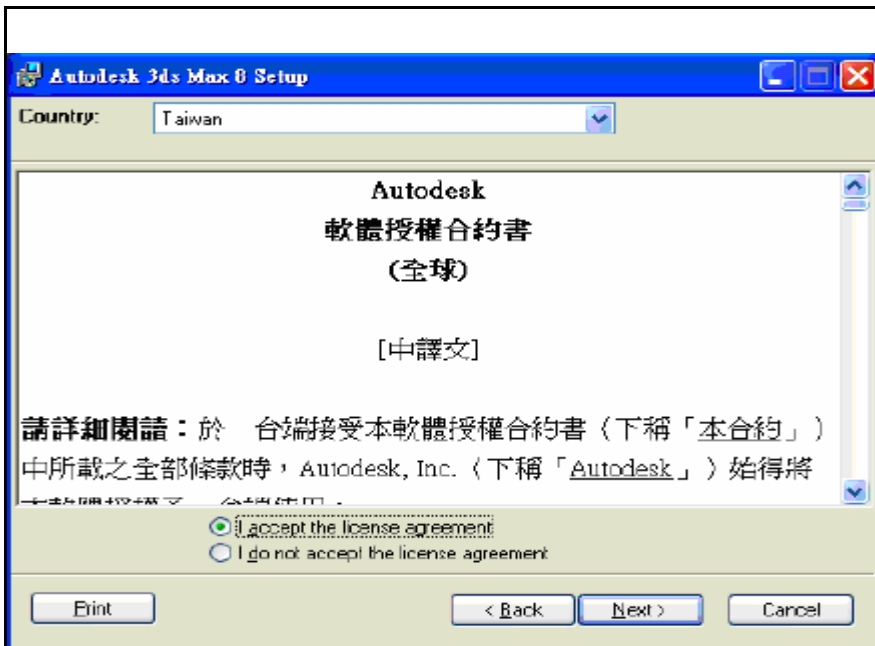 Autodesk 3ds Max 8 Setup
Country: Taiwan
Autodesk
軟體授權合約書
(全球)
[中譯文]
請詳細閱讀：於 台端接受本軟體授權合約書（下稱「本合約」）
中所載之全部條款時，Autodesk, Inc.（下稱「Autodesk」）始得將
I accept the license agreement
I do not accept the license agreement
Print < Back Next > Cancel